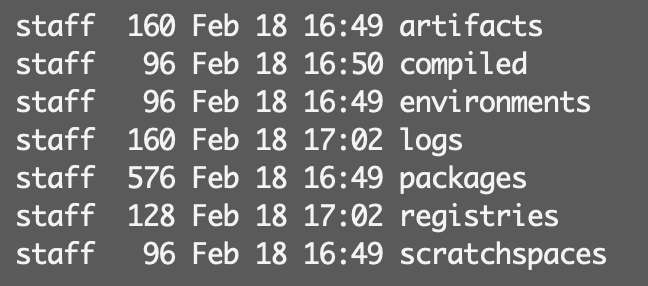 staff  160 Feb 18 16:49 artifacts
staff   96 Feb 18 16:50 compiled
staff   96 Feb 18 16:49 environments
staff  160 Feb 18 17:02 logs
staff  576 Feb 18 16:49 packages
staff  128 Feb 18 17:02 registries
staff   96 Feb 18 16:49 scratchspaces